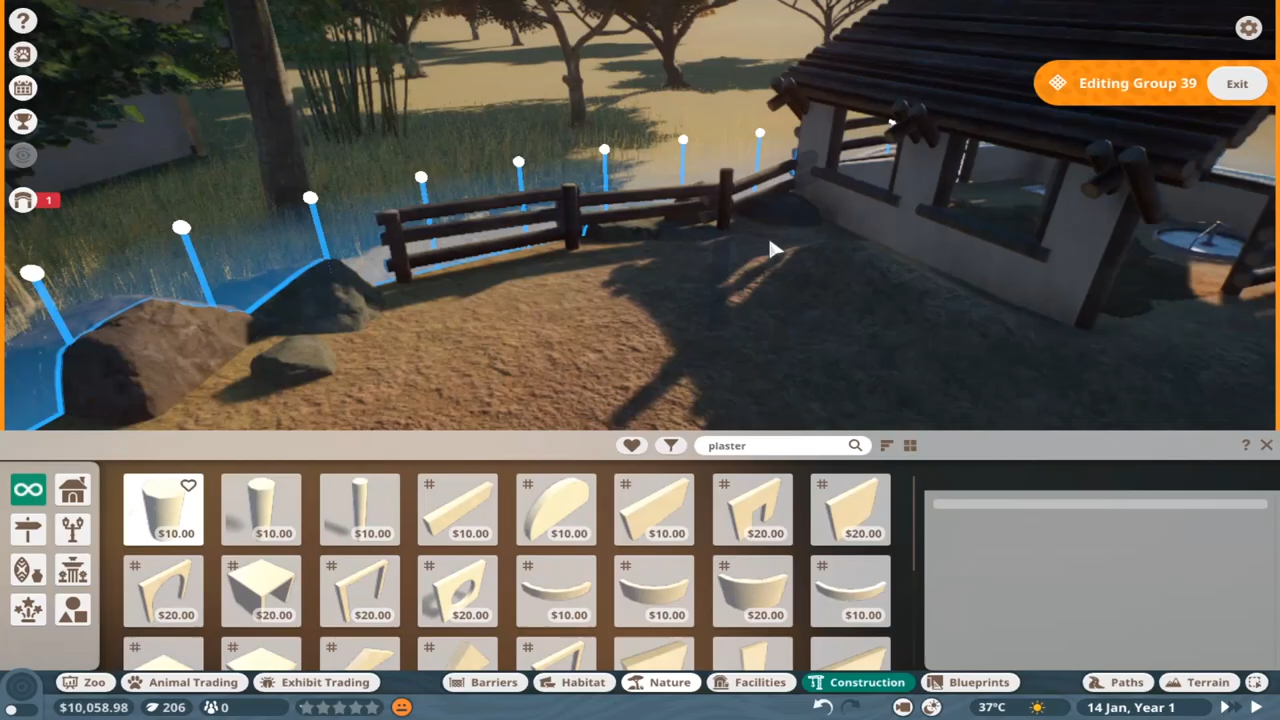 ?
Editing Group 39
Exit
1
plaster
?
$10.00
$10.00
$10.00
$10.00
$10.00
$10.00
$20.00
$20.00
$20.00
$20.00
$20.00
$20.00
$10.00
$10.00
$20.00
$10.00
Zoo
Animal Trading
Exhibit Trading
Barriers
Habitat
Nature
Facilities
Construction
Blueprints
Paths
Terrain
$10,058.98
206
0
37°C
14 Jan, Year 1